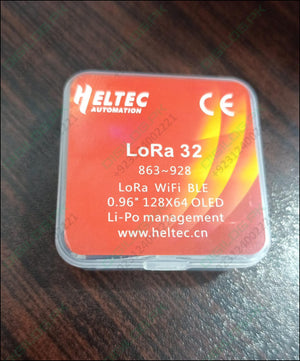 HELTEC
AUTOMATION
CE
LoRa 32
863~928
LoRa WiFi BLE
0.96" 128X64 OLED
Li-Po management
www.heltec.cn
+923124002221